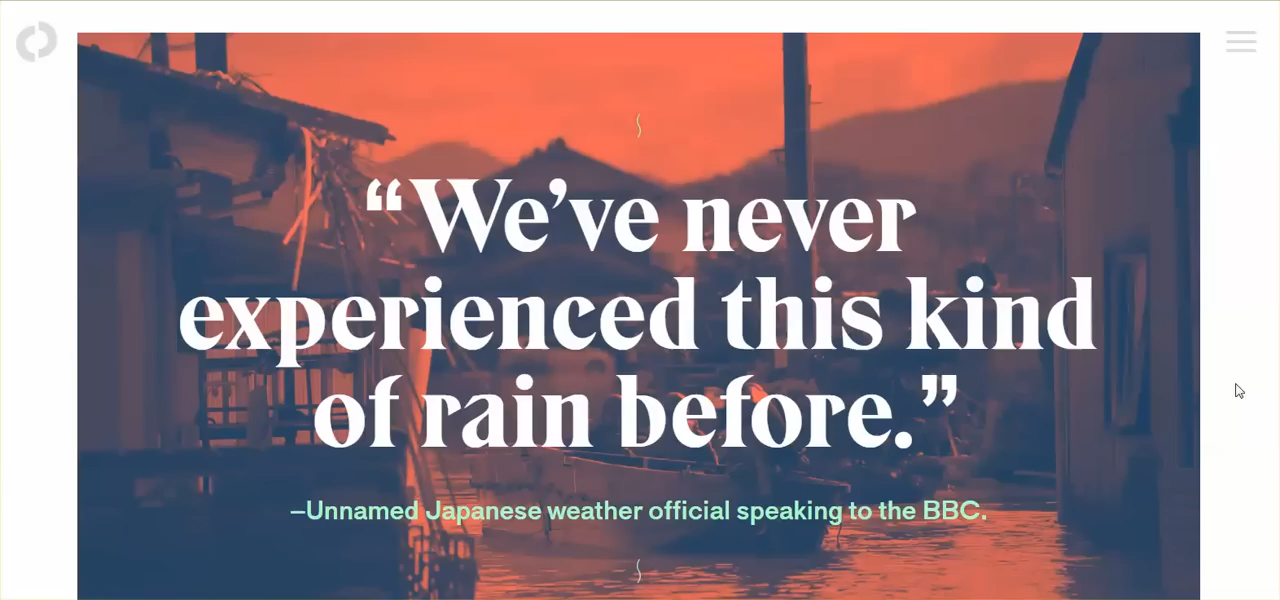 “We’ve never
experienced this kind
of rain before.”
–Unnamed Japanese weather official speaking to the BBC.